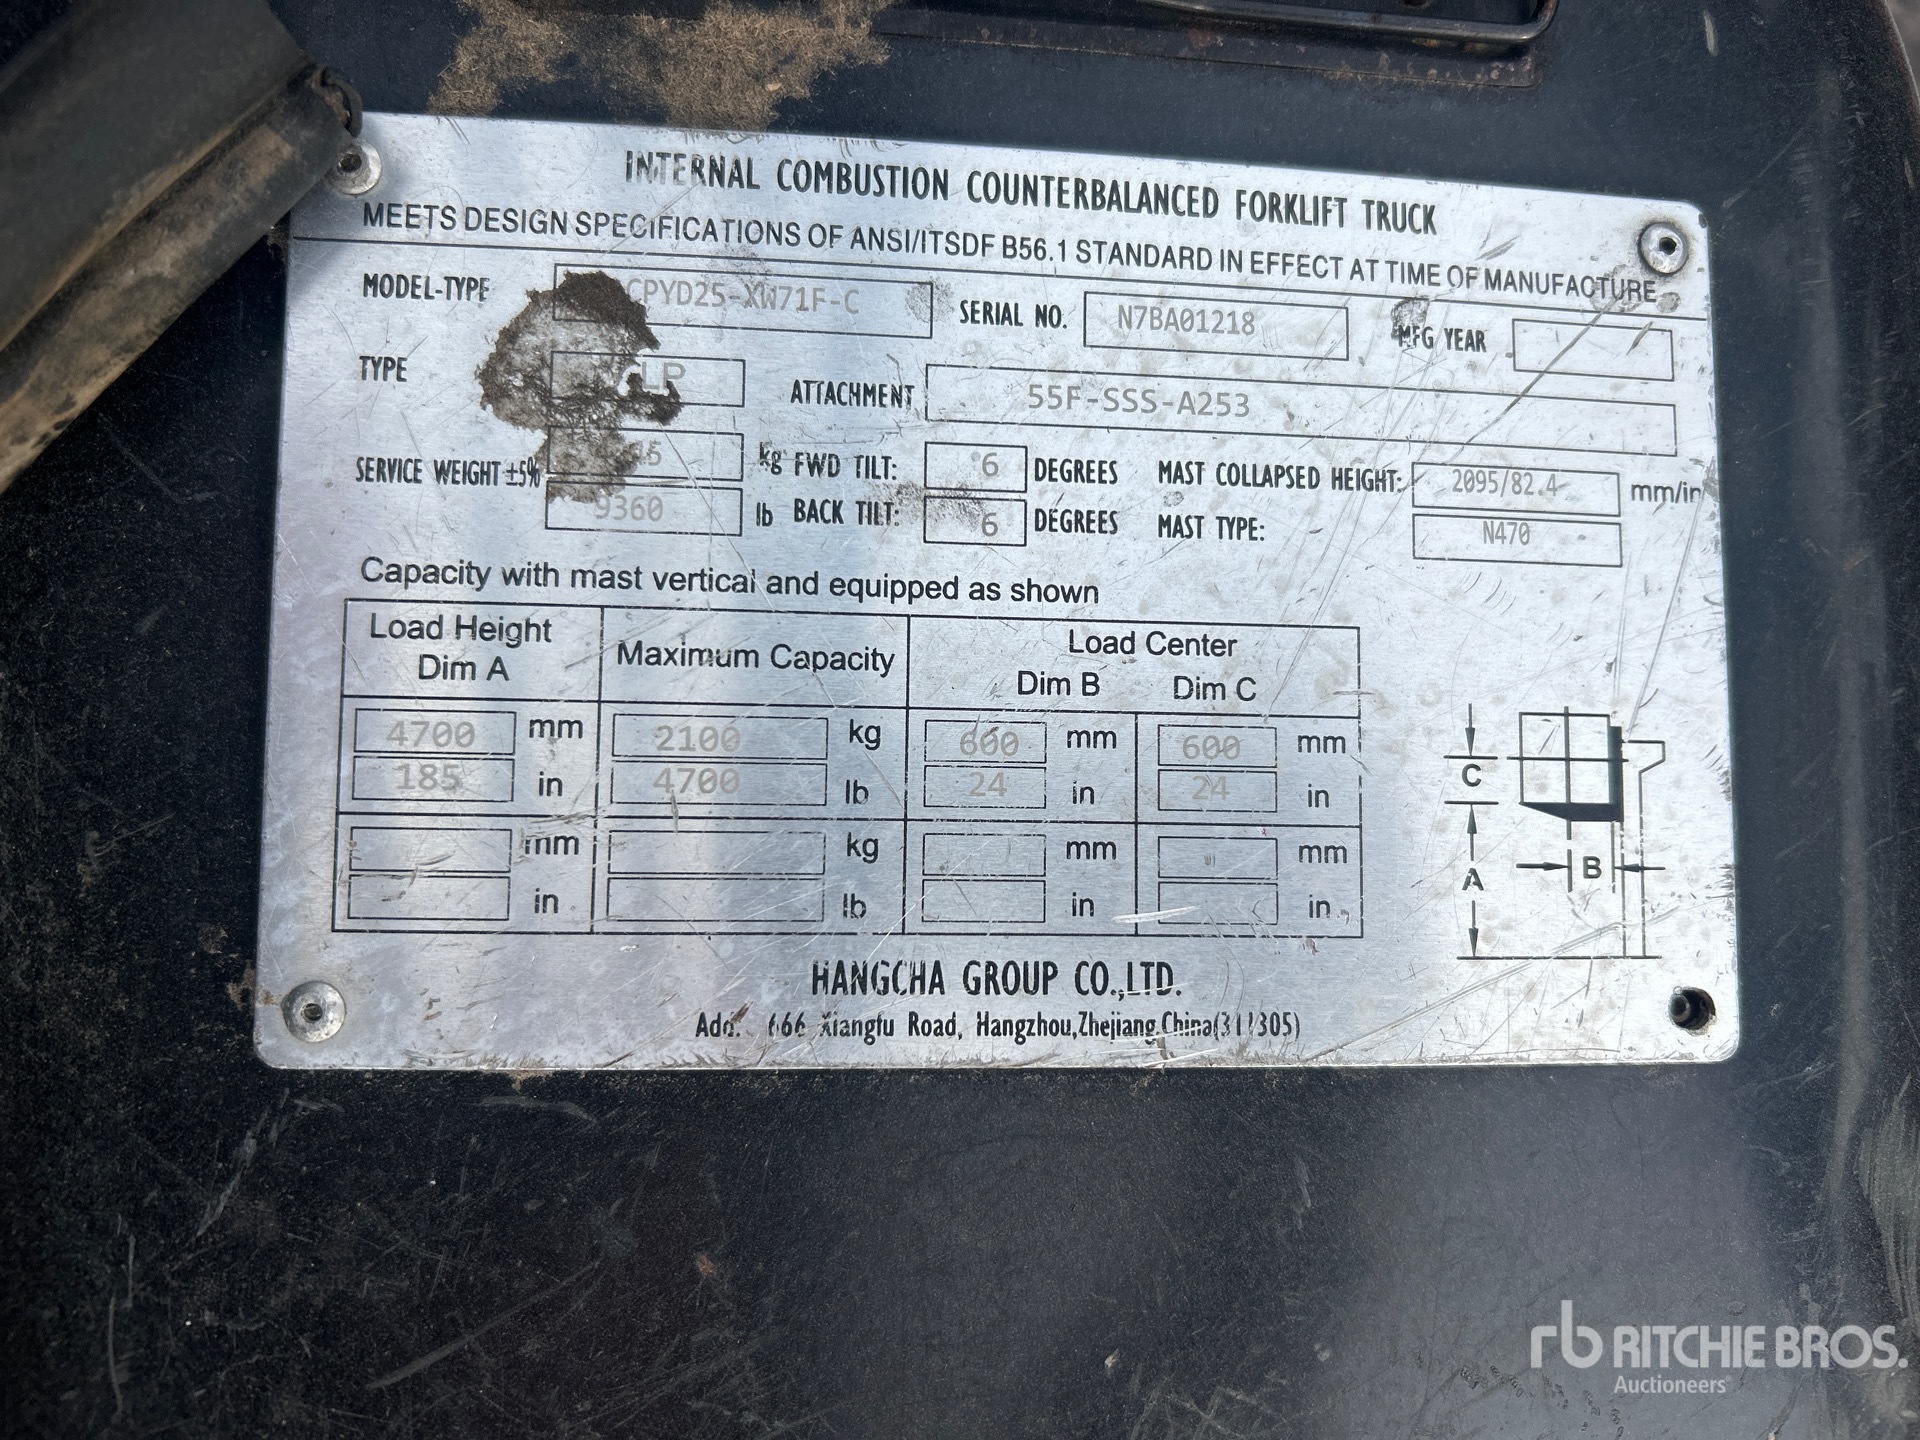 INTERNAL COMBUSTION COUNTERBALANCED FORKLIFT TRUCK
MEETS DESIGN SPECIFICATIONS OF ANSI/ITSDF B56.1 STANDARD IN EFFECT AT TIME OF MANUFACTURE
MODEL-TYPE CPYD25-XW71F-C SERIAL NO. N7BA01218 MFG YEAR
TYPE LP ATTACHMENT 55F-SSS-A253
SERVICE WEIGHT ±5% kg FWD TILT: 6 DEGREES MAST COLLAPSED HEIGHT: 2095/82.4 mm/in
9360 lb BACK TILT: 6 DEGREES MAST TYPE: N470
Capacity with mast vertical and equipped as shown
Load Height Maximum Capacity Load Center
Dim A Dim B Dim C
4700 mm 2100 kg 600 mm 600 mm
185 in 4700 lb 24 in 24 in
mm kg mm mm
in lb in in
C
A
B
HANGCHA GROUP CO.,LTD.
Add: 666 Xiangfu Road, Hangzhou,Zhejiang,China(311305)
rb RITCHIE BROS.
Auctioneers